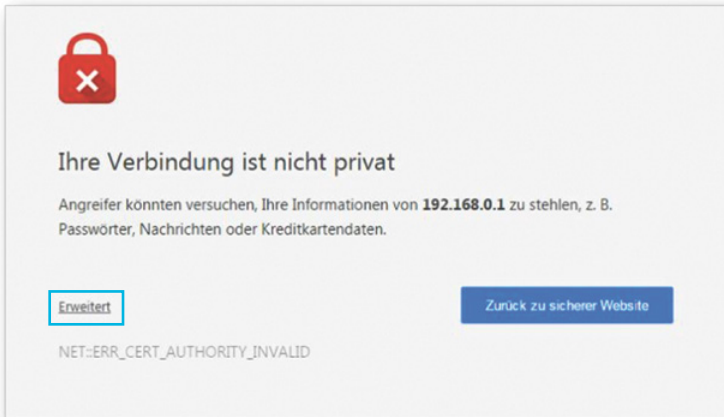 Ihre Verbindung ist nicht privat
Angreifer könnten versuchen, Ihre Informationen von 192.168.0.1 zu stehlen, z. B.
Passwörter, Nachrichten oder Kreditkartendaten.
Erweitert
Zurück zu sicherer Website
NET::ERR_CERT_AUTHORITY_INVALID